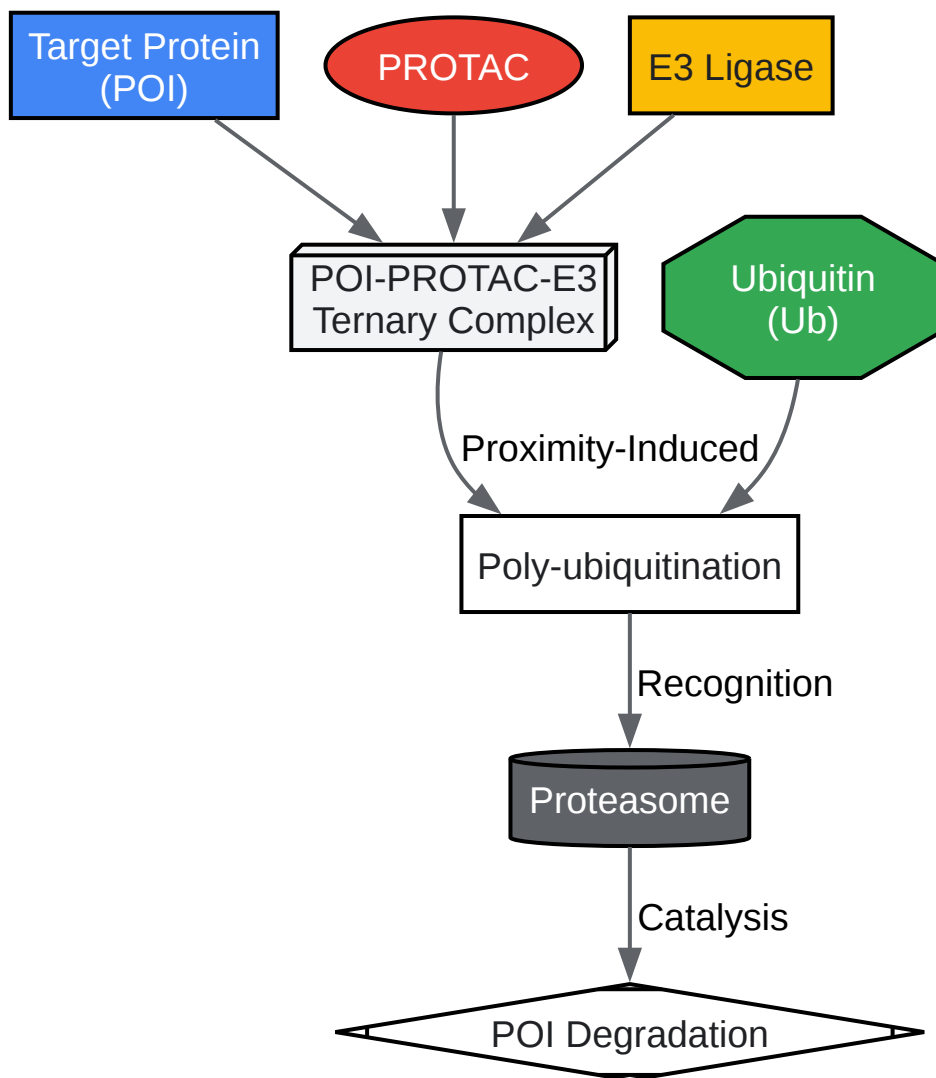 Target Protein
(POI)
PROTAC
E3 Ligase
POI-PROTAC-E3
Ternary Complex
Ubiquitin
(Ub)
Proximity-Induced
Poly-ubiquitination
Recognition
Proteasome
Catalysis
POI Degradation